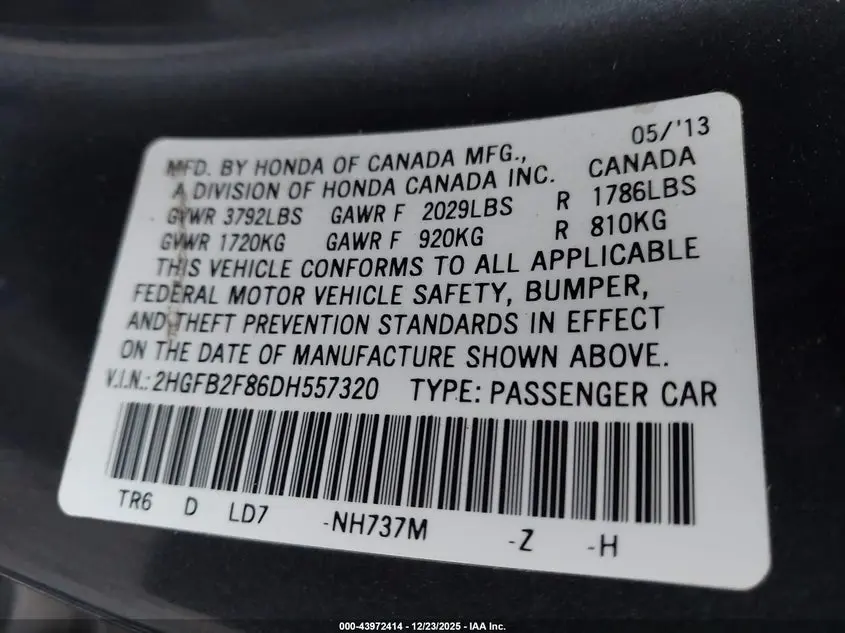 05/'13
MFD. BY HONDA OF CANADA MFG.,
A DIVISION OF HONDA CANADA INC. CANADA
GVWR 3792LBS GAWR F 2029LBS R 1786LBS
GVWR 1720KG GAWR F 920KG R 810KG
THIS VEHICLE CONFORMS TO ALL APPLICABLE
FEDERAL MOTOR VEHICLE SAFETY, BUMPER,
AND THEFT PREVENTION STANDARDS IN EFFECT
ON THE DATE OF MANUFACTURE SHOWN ABOVE.
V.I.N.: 2HGFB2F86DH557320 TYPE: PASSENGER CAR
TR6 D LD7 -NH737M -Z -H
000-43972414 - 12/23/2025 - IAA Inc.